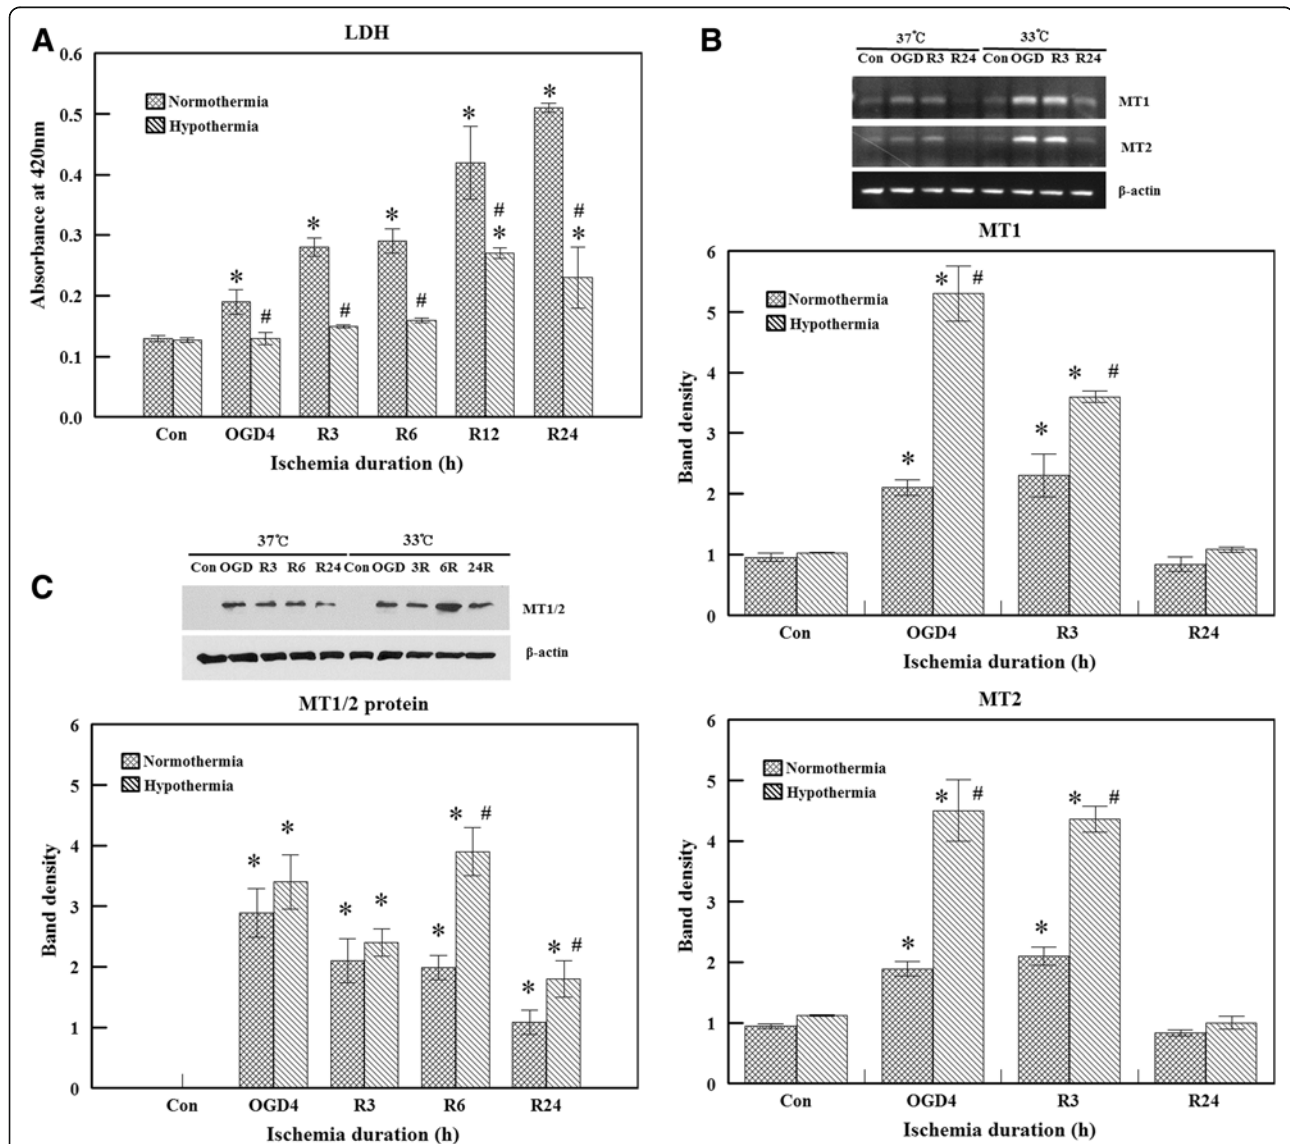 A
LDH
0.6
0.5
0.4
0.3
0.2
0.1
0.0
Absorbance at 420nm
Normothermia
Hypothermia
*
#
*
#
*
#
*
#
*
*
#
*
Con OGD4 R3 R6 R12 R24
Ischemia duration (h)
B
37°C 33°C
Con OGD R3 R24 Con OGD R3 R24
MT1
MT2
β-actin
MT1
6
5
4
3
2
1
0
Band density
Normothermia
Hypothermia
*
* #
*
* #
Con OGD4 R3 R24
Ischemia duration (h)
MT2
6
5
4
3
2
1
0
Band density
Normothermia
Hypothermia
*
* #
*
* #
Con OGD4 R3 R24
Ischemia duration (h)
C
37°C 33°C
Con OGD R3 R6 R24 Con OGD 3R 6R 24R
MT1/2
β-actin
MT1/2 protein
6
5
4
3
2
1
0
Band density
Normothermia
Hypothermia
*
*
*
*
*
* #
*
* #
Con OGD4 R3 R6 R24
Ischemia duration (h)